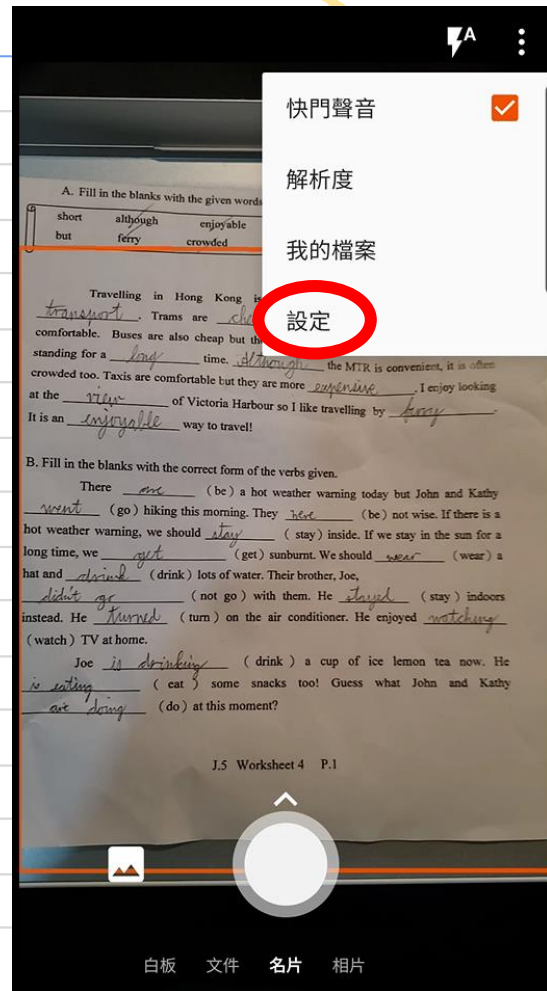 A
快門聲音
解析度
我的檔案
設定
A. Fill in the blanks with the given words
short although enjoyable
but ferry crowded
Travelling in Hong Kong is
transport. Trams are
comfortable. Buses are also cheap but
standing for a long time. Although the MTR is convenient, it is often
crowded too. Taxis are comfortable but they are more expensive. I enjoy looking
at the view of Victoria Harbour so I like travelling by ferry.
It is an enjoyable way to travel!
B. Fill in the blanks with the correct form of the verbs given.
There are (be) a hot weather warning today but John and Kathy
went (go) hiking this morning. They (be) not wise. If there is a
hot weather warning, we should stay (stay) inside. If we stay in the sun for a
long time, we get (get) sunburnt. We should wear (wear) a
hat and drink (drink) lots of water. Their brother, Joe,
didn't go (not go) with them. He stayed (stay) indoors
instead. He turned (turn) on the air conditioner. He enjoyed watching
(watch) TV at home.
Joe is drinking (drink) a cup of ice lemon tea now. He
is eating (eat) some snacks too! Guess what John and Kathy
are doing (do) at this moment?
J.5 Worksheet 4 P.1
白板 文件 名片 相片